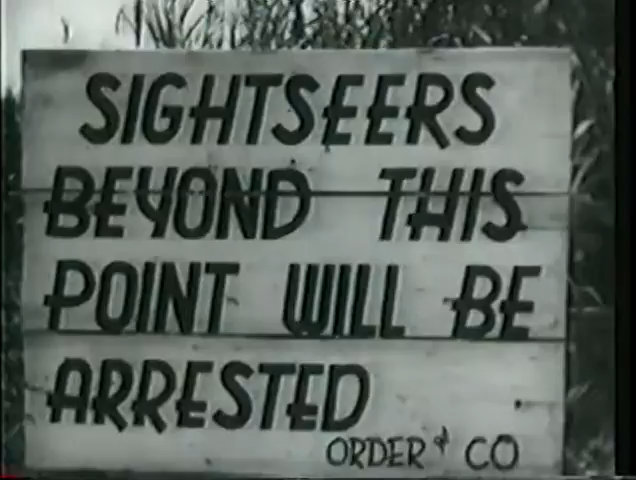 SIGHTSEERS
BEYOND THIS
POINT WILL BE
ARRESTED
ORDER & CO